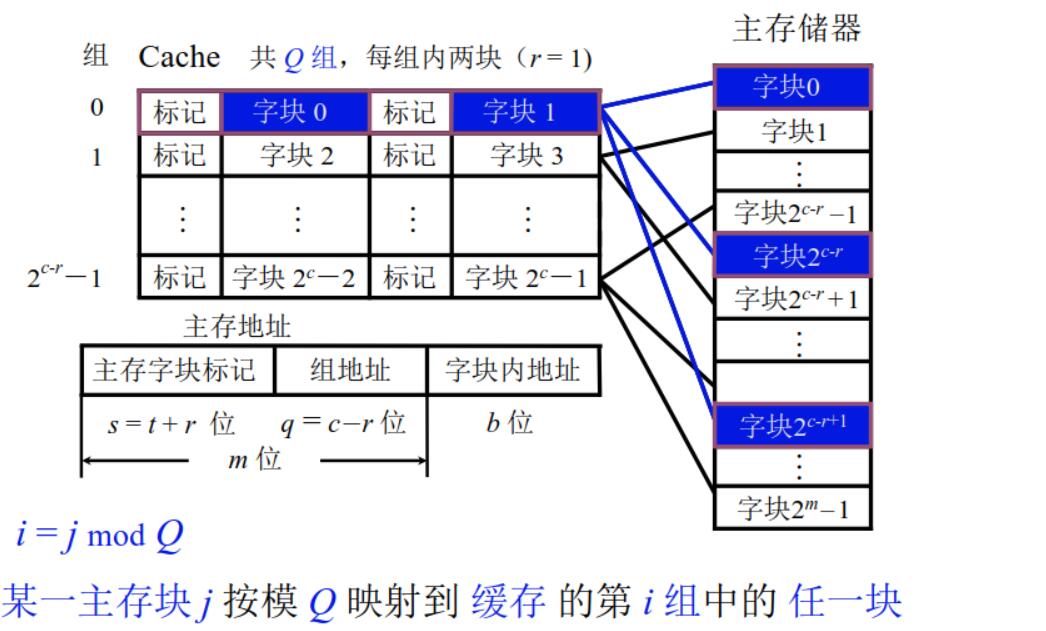 主存储器
组 Cache 共 Q 组，每组内两块（r = 1)
0 标记 字块 0 标记 字块 1
1 标记 字块 2 标记 字块 3
⋮ ⋮ ⋮ ⋮
2^{c-r}－1 标记 字块 2^c－2 标记 字块 2^c－1
字块0
字块1
⋮
字块2^{c-r} −1
字块2^{c-r}
字块2^{c-r} + 1
⋮
字块2^{c-r+1}
⋮
字块2^m−1
主存地址
主存字块标记 组地址 字块内地址
s = t + r 位 q = c−r 位 b 位
m 位
i = j mod Q
某一主存块 j 按模 Q 映射到 缓存 的第 i 组中的 任一块